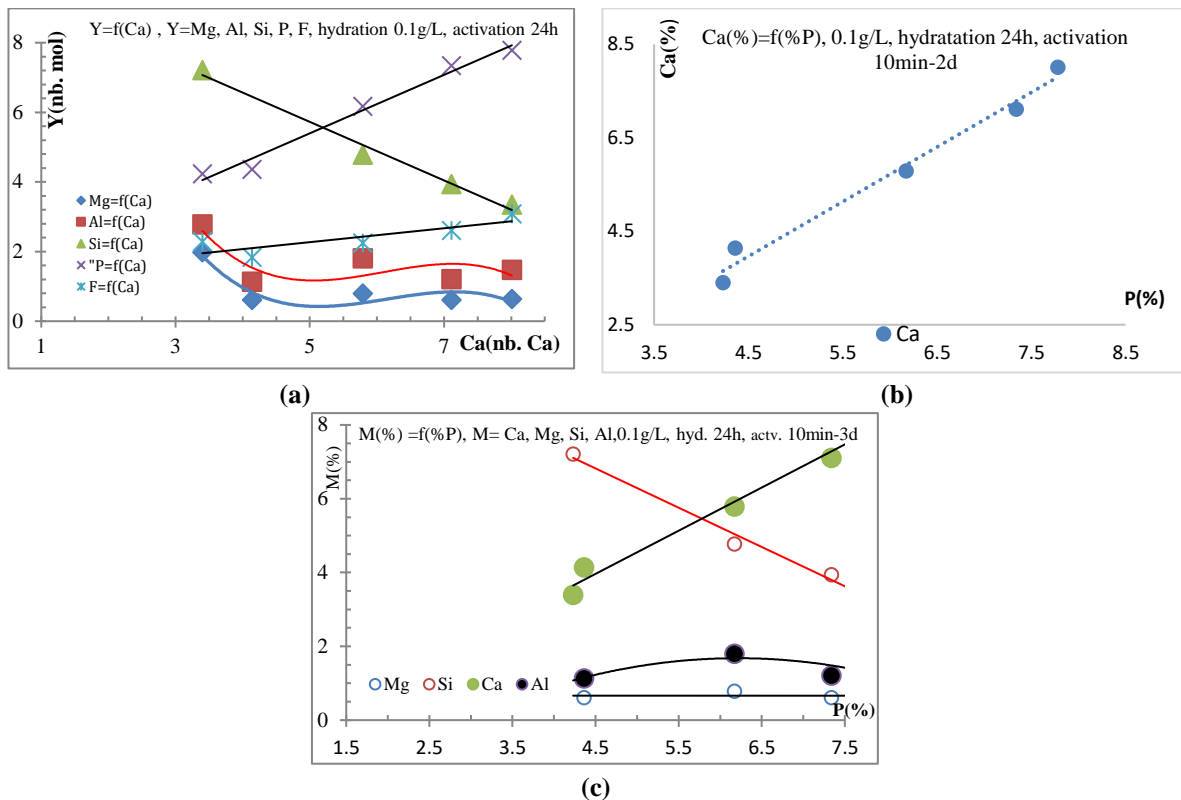 Y=f(Ca) , Y=Mg, Al, Si, P, F, hydration 0.1g/L, activation 24h
Y(nb. mol)
8
6
4
2
0
Mg=f(Ca)
Al=f(Ca)
Si=f(Ca)
"P=f(Ca)
F=f(Ca)
1 3 5 7
Ca(nb. Ca)
(a)
Ca(%)=f(%P), 0.1g/L, hydratation 24h, activation
10min-2d
Ca(%)
8.5
6.5
4.5
2.5
P(%)
Ca
3.5 4.5 5.5 6.5 7.5 8.5
(b)
M(%) =f(%P), M= Ca, Mg, Si, Al,0.1g/L, hyd. 24h, actv. 10min-3d
M(%)
8
6
4
2
0
Mg Si Ca Al
P(%)
1.5 2.5 3.5 4.5 5.5 6.5 7.5
(c)